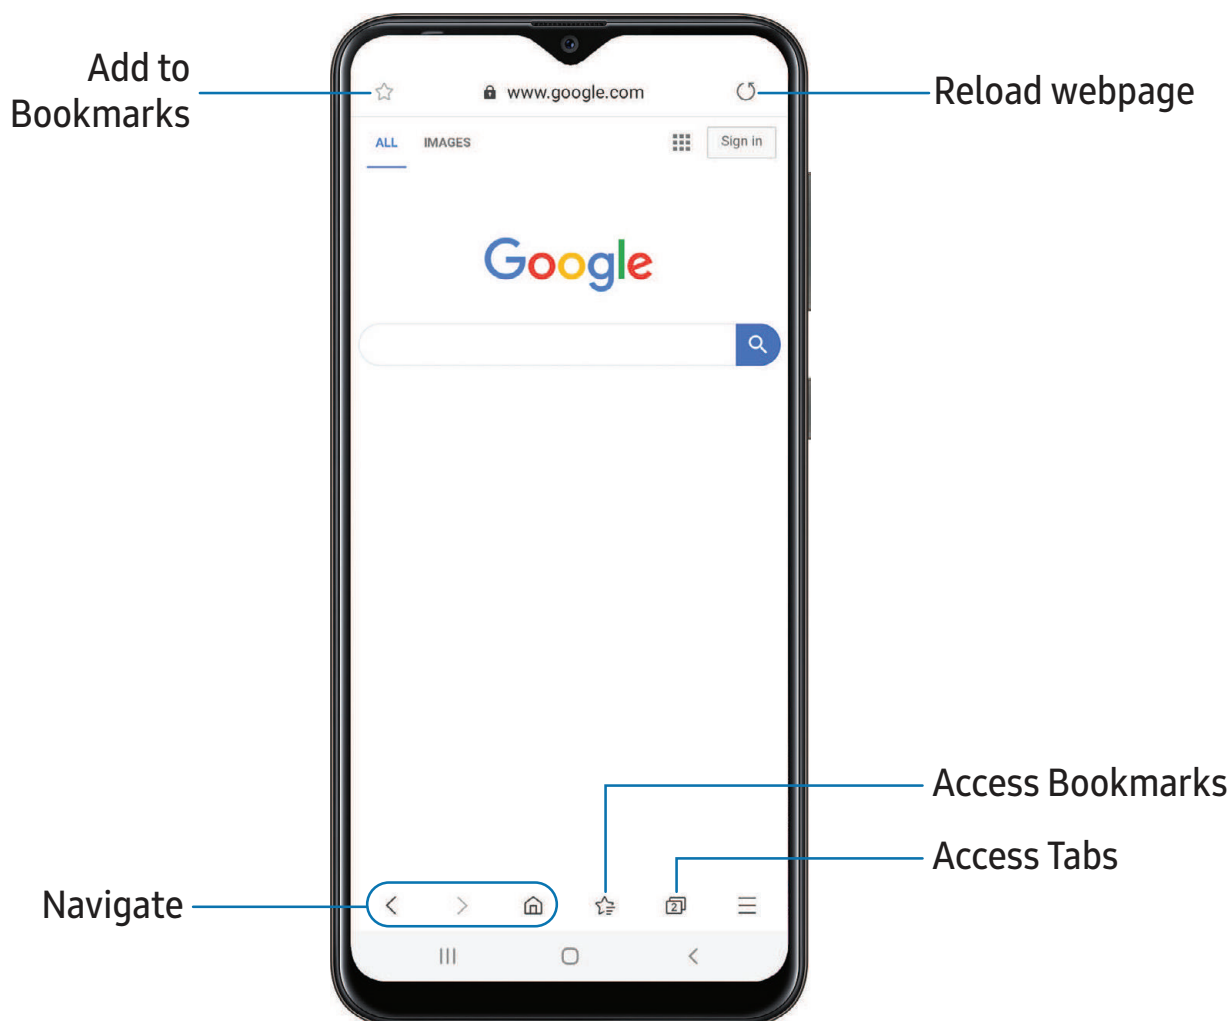 Add to
Bookmarks
www.google.com
Reload webpage
ALL IMAGES Sign in
Google
Access Bookmarks
Access Tabs
Navigate
2